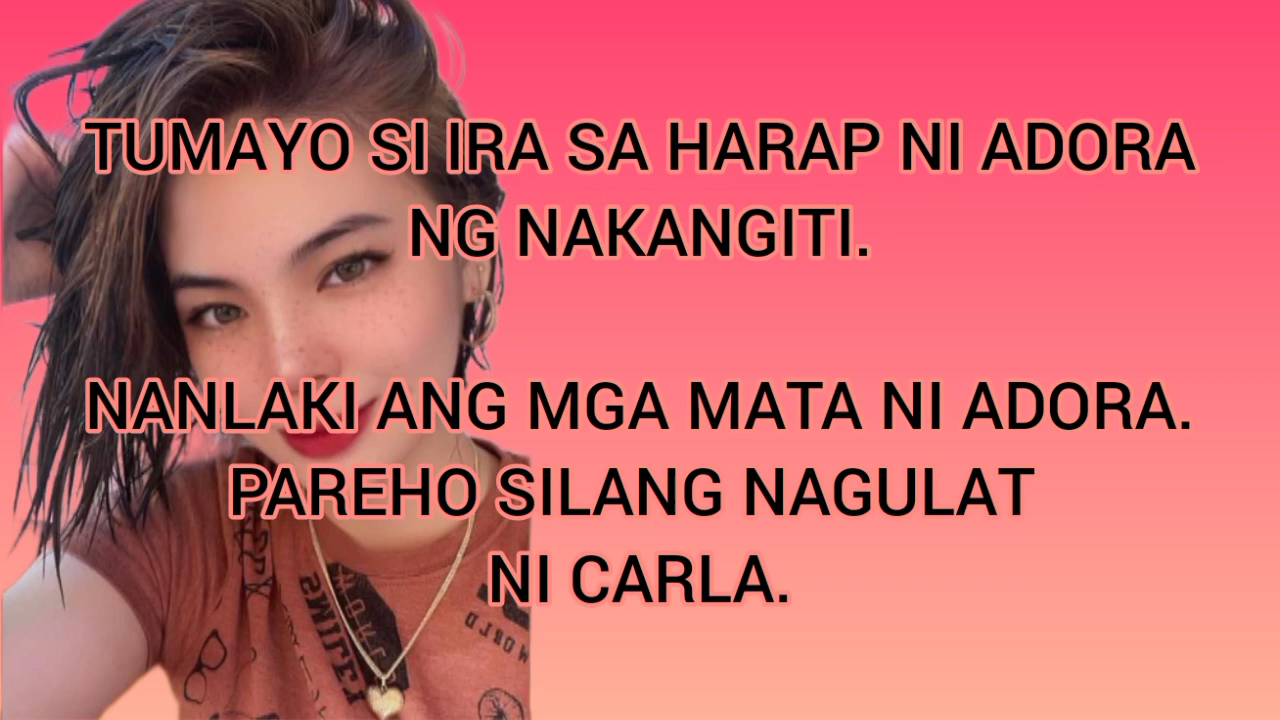 TUMAYO SI IRA SA HARAP NI ADORA
NG NAKANGITI.
NANLAKI ANG MGA MATA NI ADORA.
PAREHO SILANG NAGULAT
NI CARLA.
WORLD